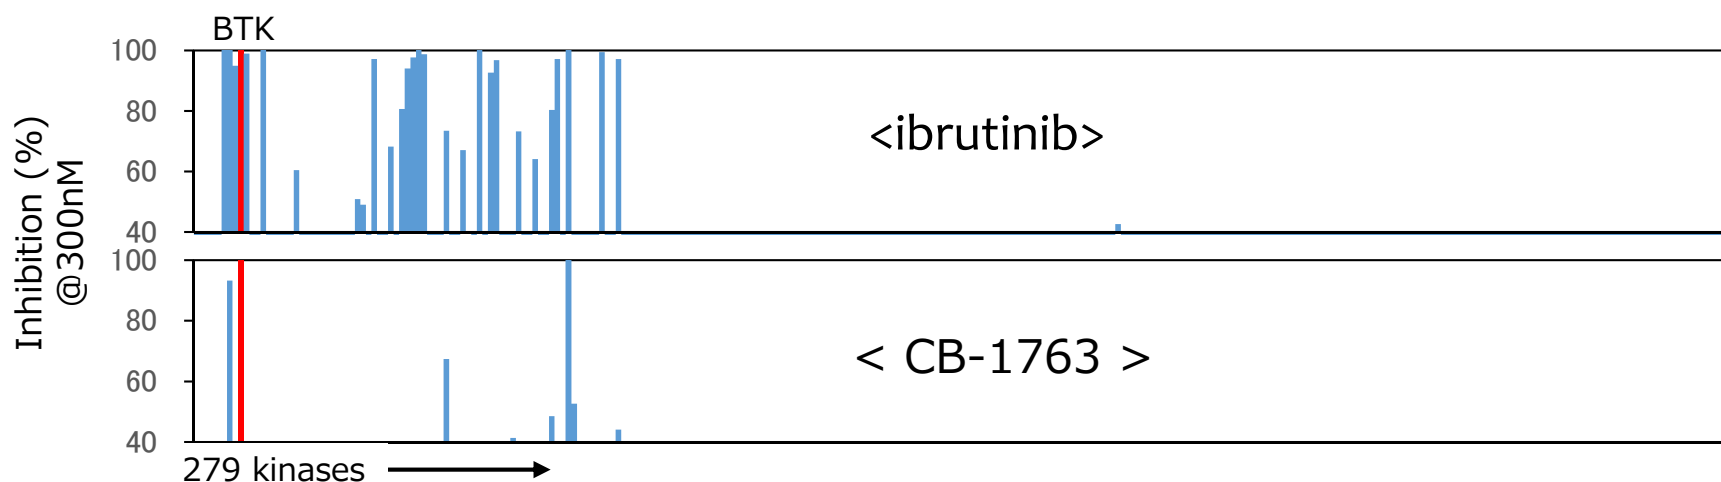 BTK
Inhibition (%)
@300nM
100
80
60
40
<ibrutinib>
100
80
60
40
< CB-1763 >
279 kinases